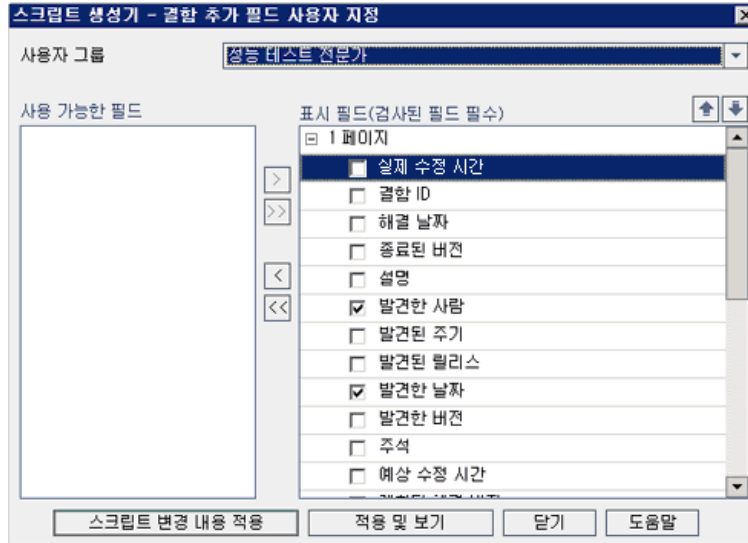 스크립트 생성기 - 결함 추가 필드 사용자 지정
사용자 그룹
성능 테스트 전문가
사용 가능한 필드
표시 필드(검사된 필드 필수)
1 페이지
실제 수정 시간
결함 ID
해결 날짜
종료된 버전
설명
발견한 사람
발견된 주기
발견된 릴리스
발견한 날짜
발견한 버전
주석
예상 수정 시간
>
>>
<
<<
스크립트 변경 내용 적용
적용 및 보기
닫기
도움말